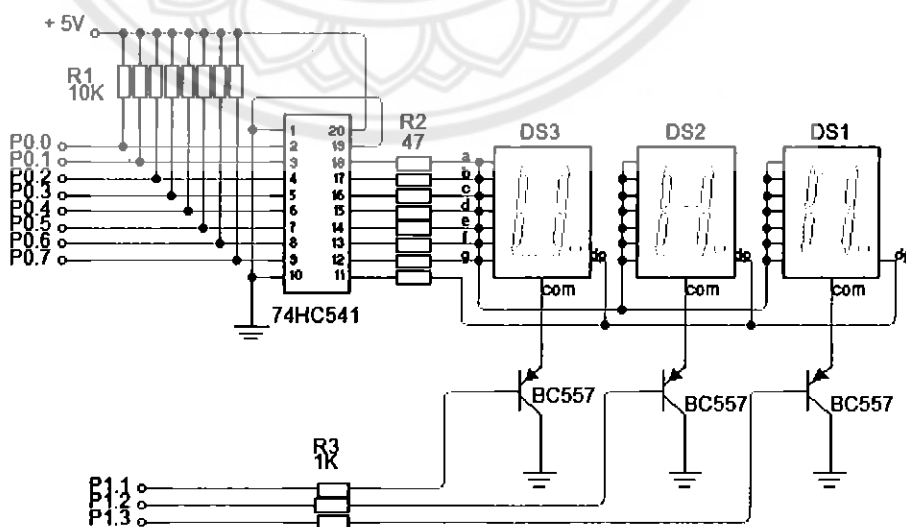 + 5V
R1
10K
P0.0
P0.1
P0.2
P0.3
P0.4
P0.5
P0.6
P0.7
1
2
3
4
5
6
7
8
9
10
20
19
18
17
16
15
14
13
12
11
74HC541
R2
47
a
b
c
d
e
f
g
DS3
DS2
DS1
dp
dp
dp
com
com
com
BC557
BC557
BC557
R3
1K
P1.1
P1.2
P1.3